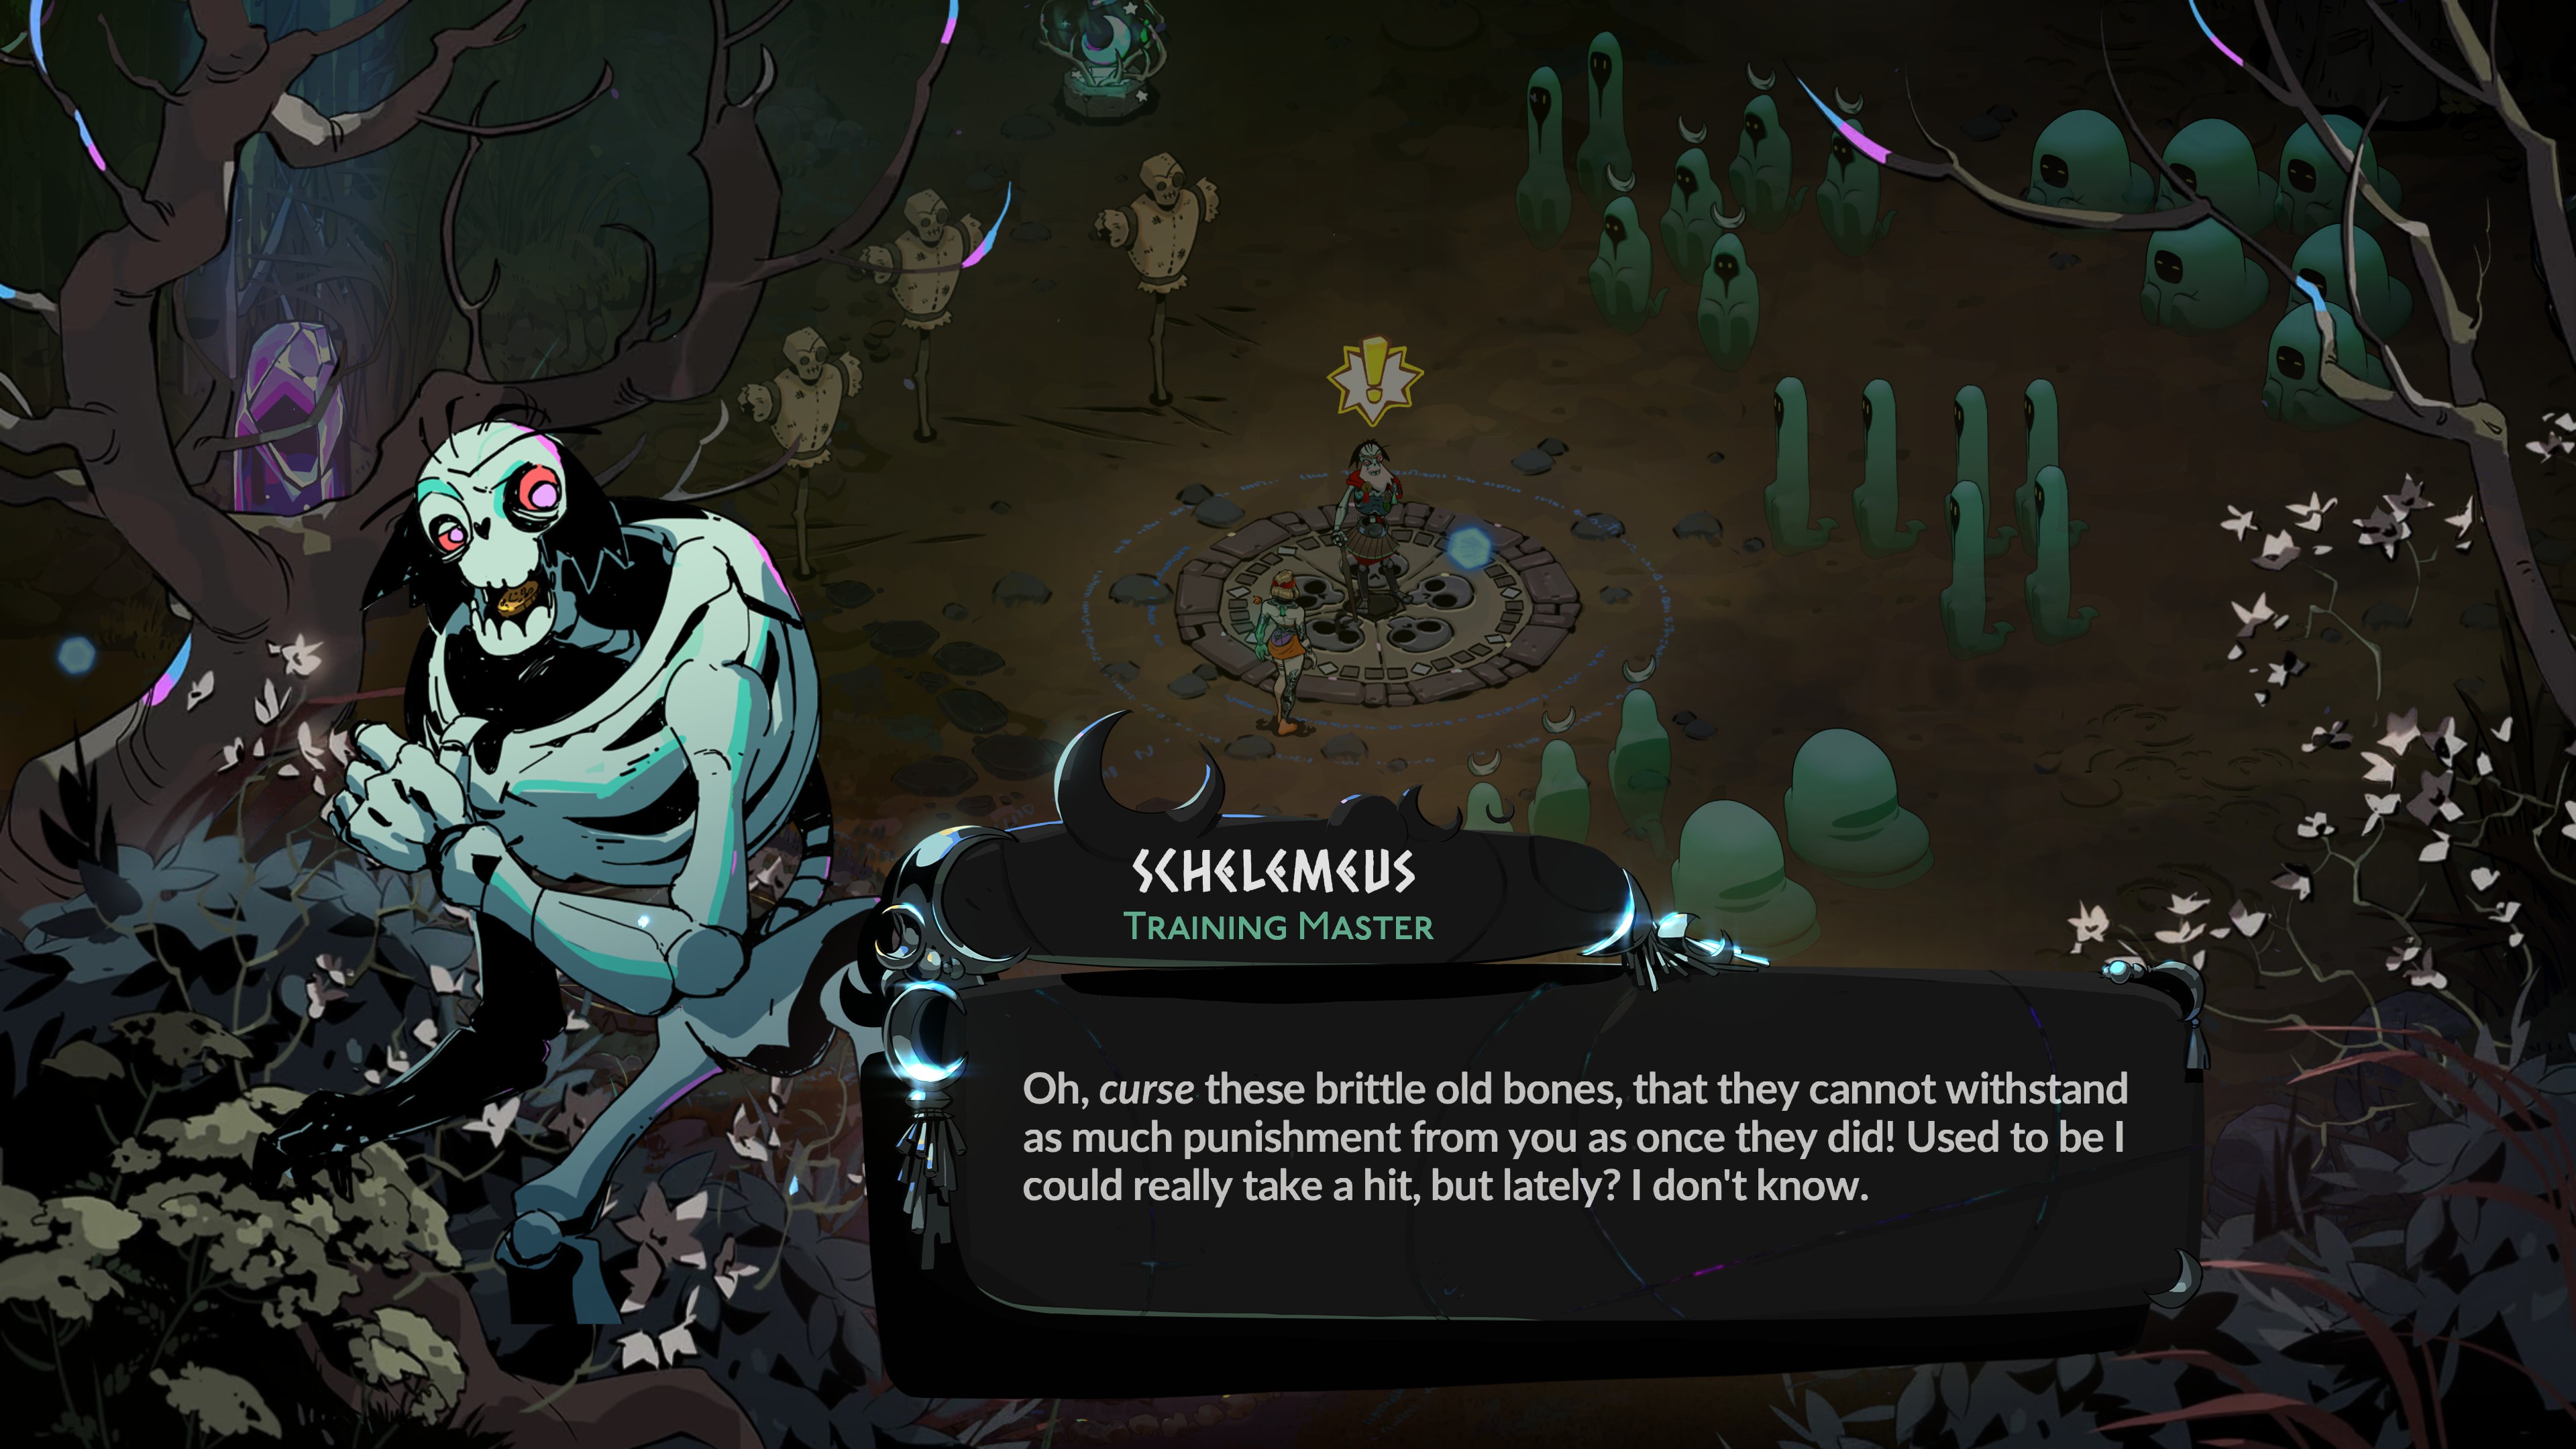 SCHELEMEUS
TRAINING MASTER
Oh, curse these brittle old bones, that they cannot withstand
as much punishment from you as once they did! Used to be I
could really take a hit, but lately? I don't know.